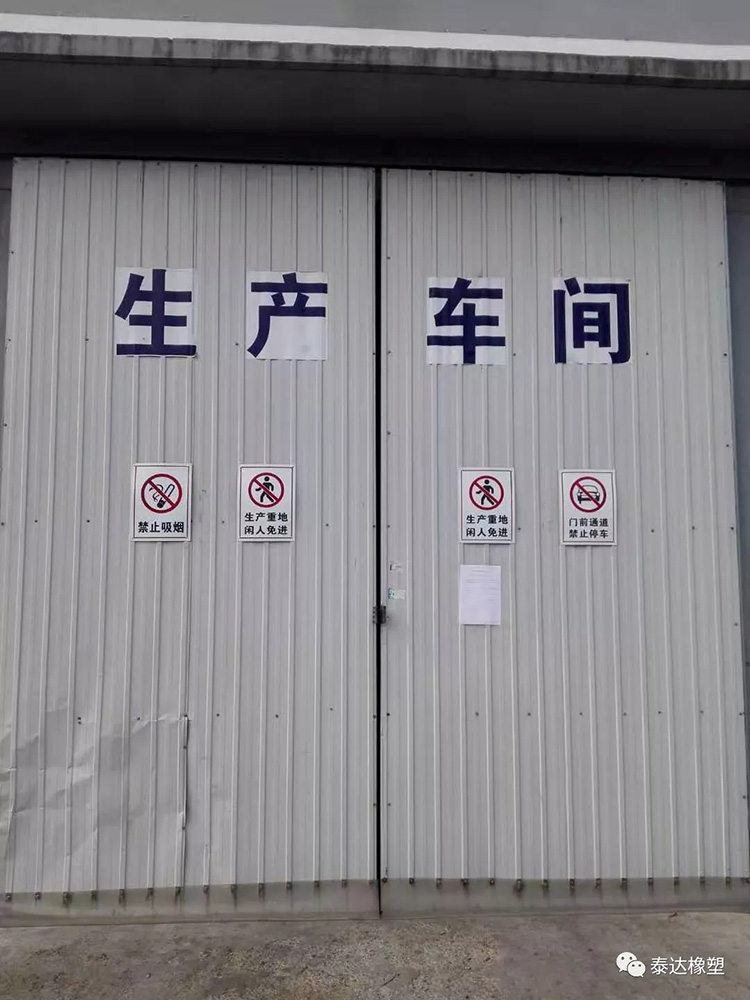 生产车间
禁止吸烟
生产重地
闲人免进
生产重地
闲人免进
门前通道
禁止停车
泰达橡塑